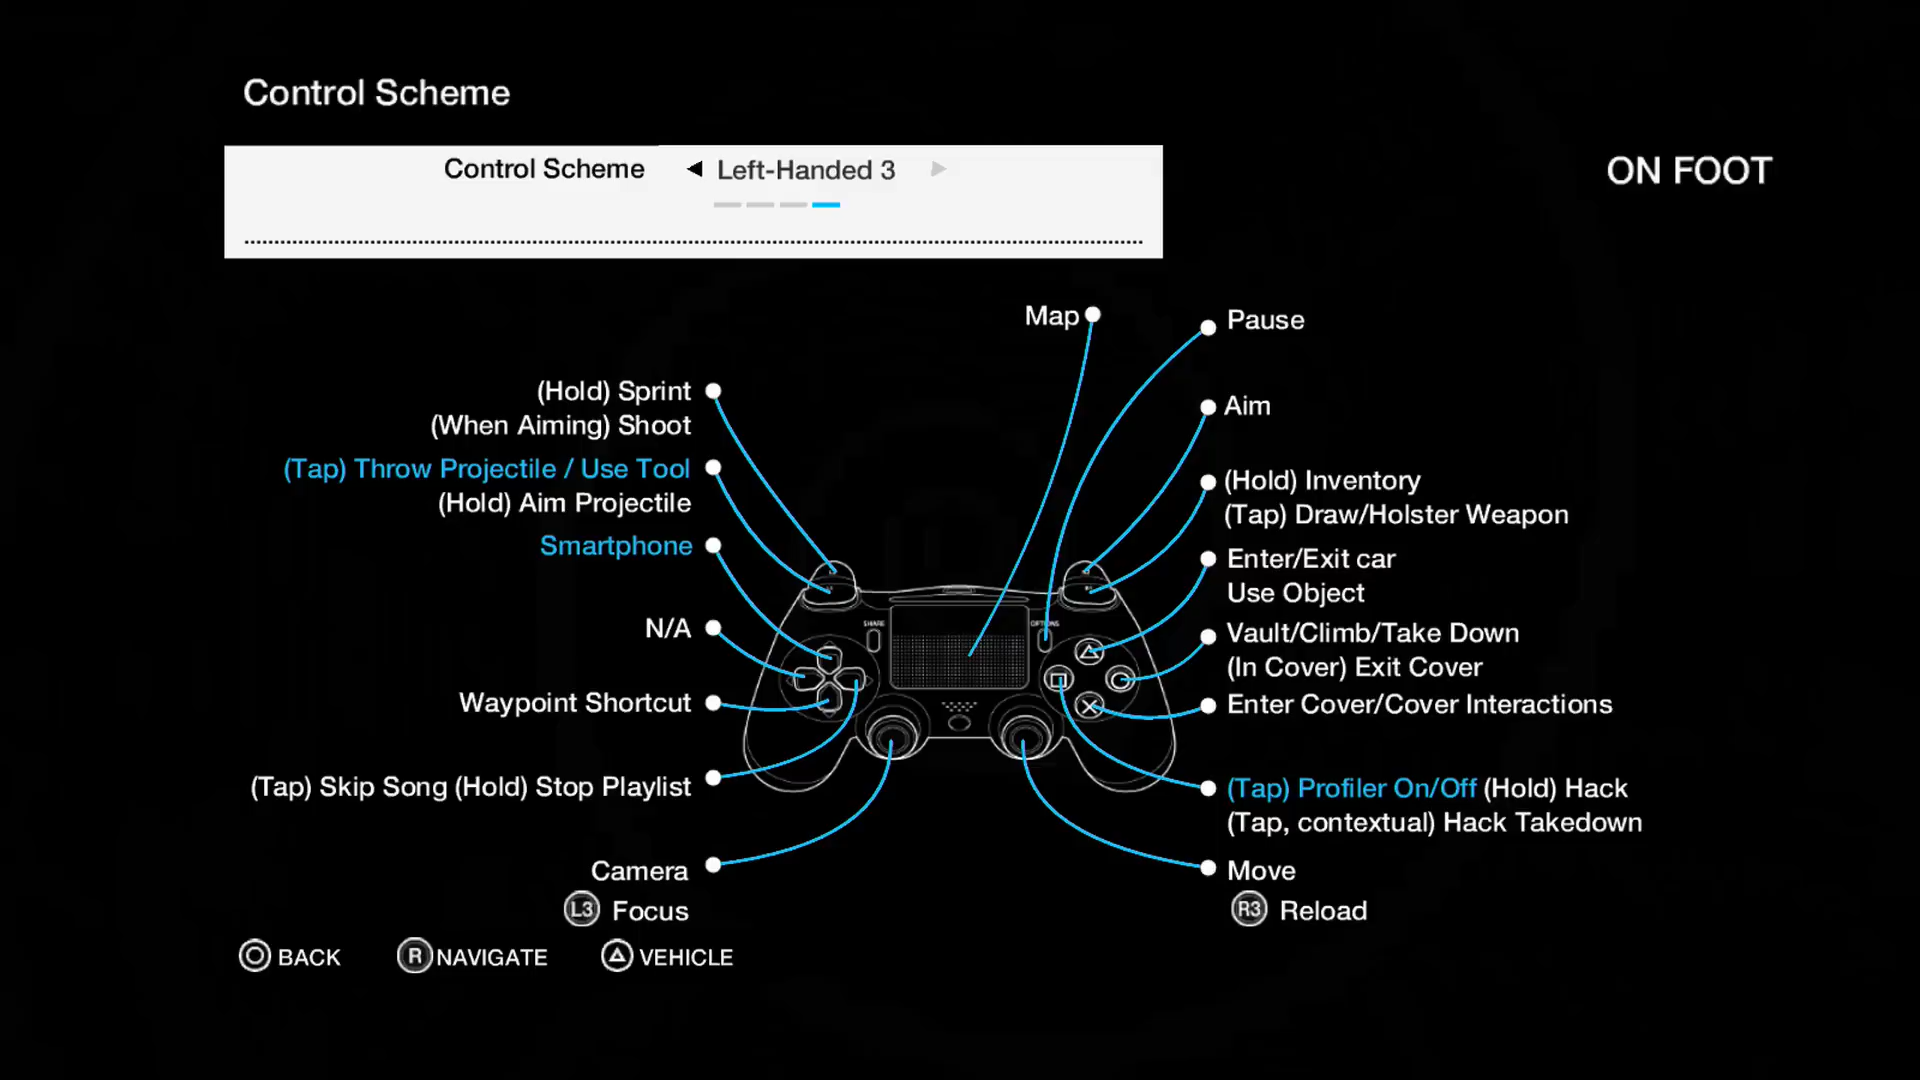 Control Scheme
Control Scheme Left-Handed 3
ON FOOT
Map
Pause
(Hold) Sprint
(When Aiming) Shoot
Aim
(Tap) Throw Projectile / Use Tool
(Hold) Aim Projectile
(Hold) Inventory
(Tap) Draw/Holster Weapon
Smartphone
Enter/Exit car
Use Object
N/A
SHARE
OPTIONS
Vault/Climb/Take Down
(In Cover) Exit Cover
Waypoint Shortcut
Enter Cover/Cover Interactions
(Tap) Skip Song (Hold) Stop Playlist
(Tap) Profiler On/Off (Hold) Hack
(Tap, contextual) Hack Takedown
Camera
L3 Focus
Move
R3 Reload
BACK
R NAVIGATE
VEHICLE